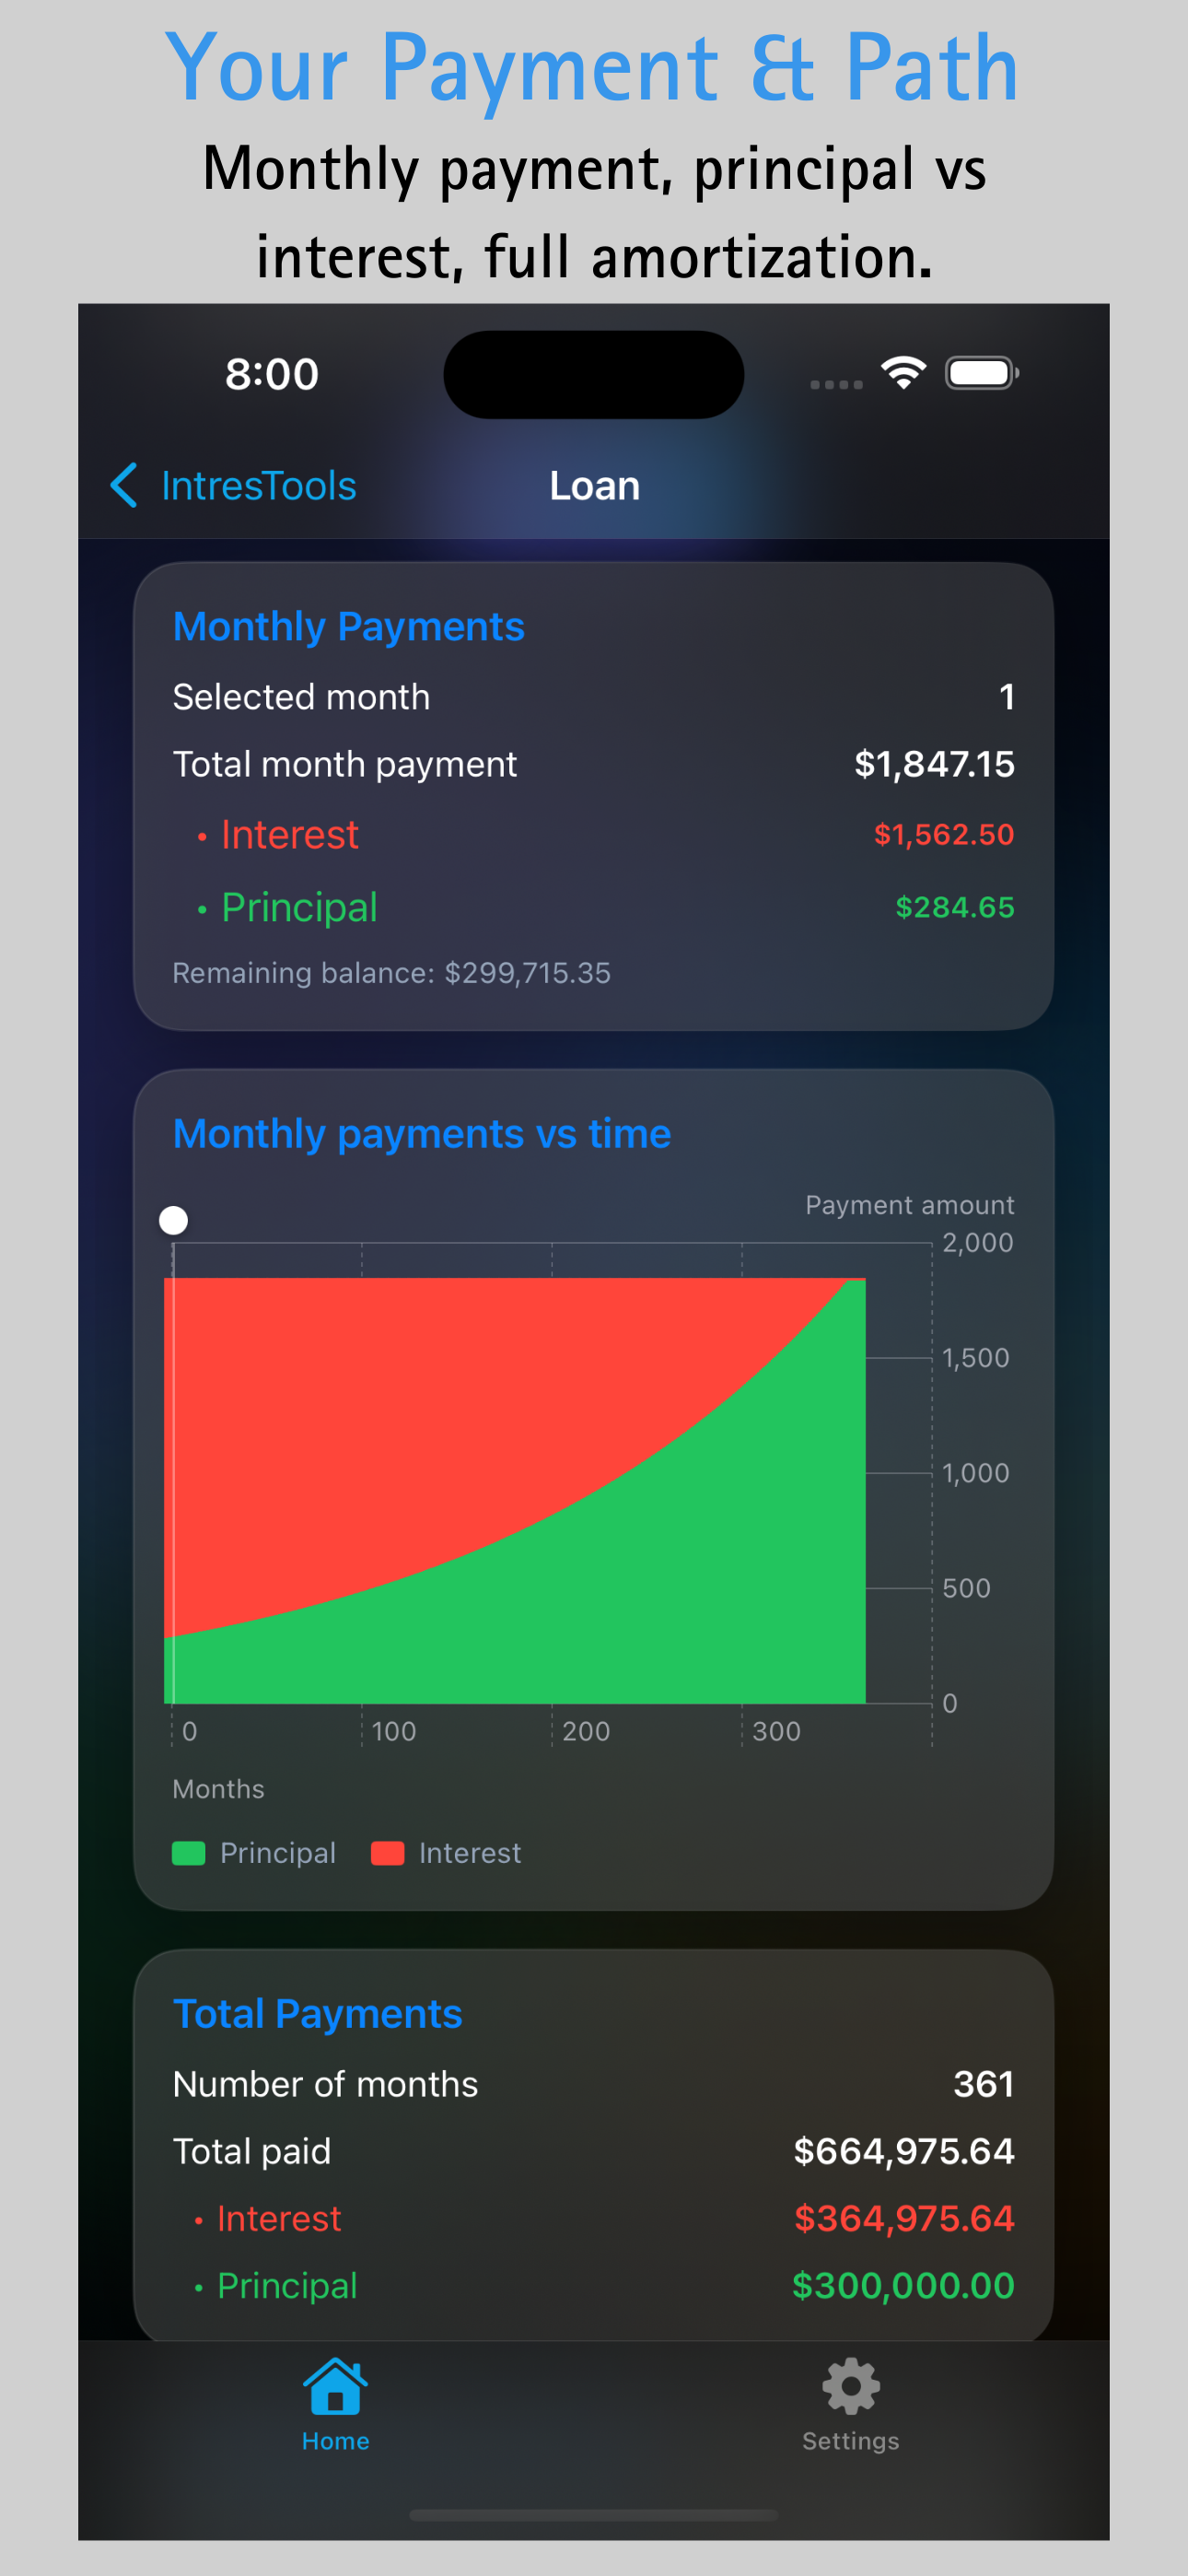 Your Payment & Path
Monthly payment, principal vs
interest, full amortization.
8:00
IntresTools
Loan
Monthly Payments
Selected month 1
Total month payment $1,847.15
• Interest $1,562.50
• Principal $284.65
Remaining balance: $299,715.35
Monthly payments vs time
Payment amount
2,000
1,500
1,000
500
0
0 100 200 300
Months
Principal Interest
Total Payments
Number of months 361
Total paid $664,975.64
• Interest $364,975.64
• Principal $300,000.00
Home Settings